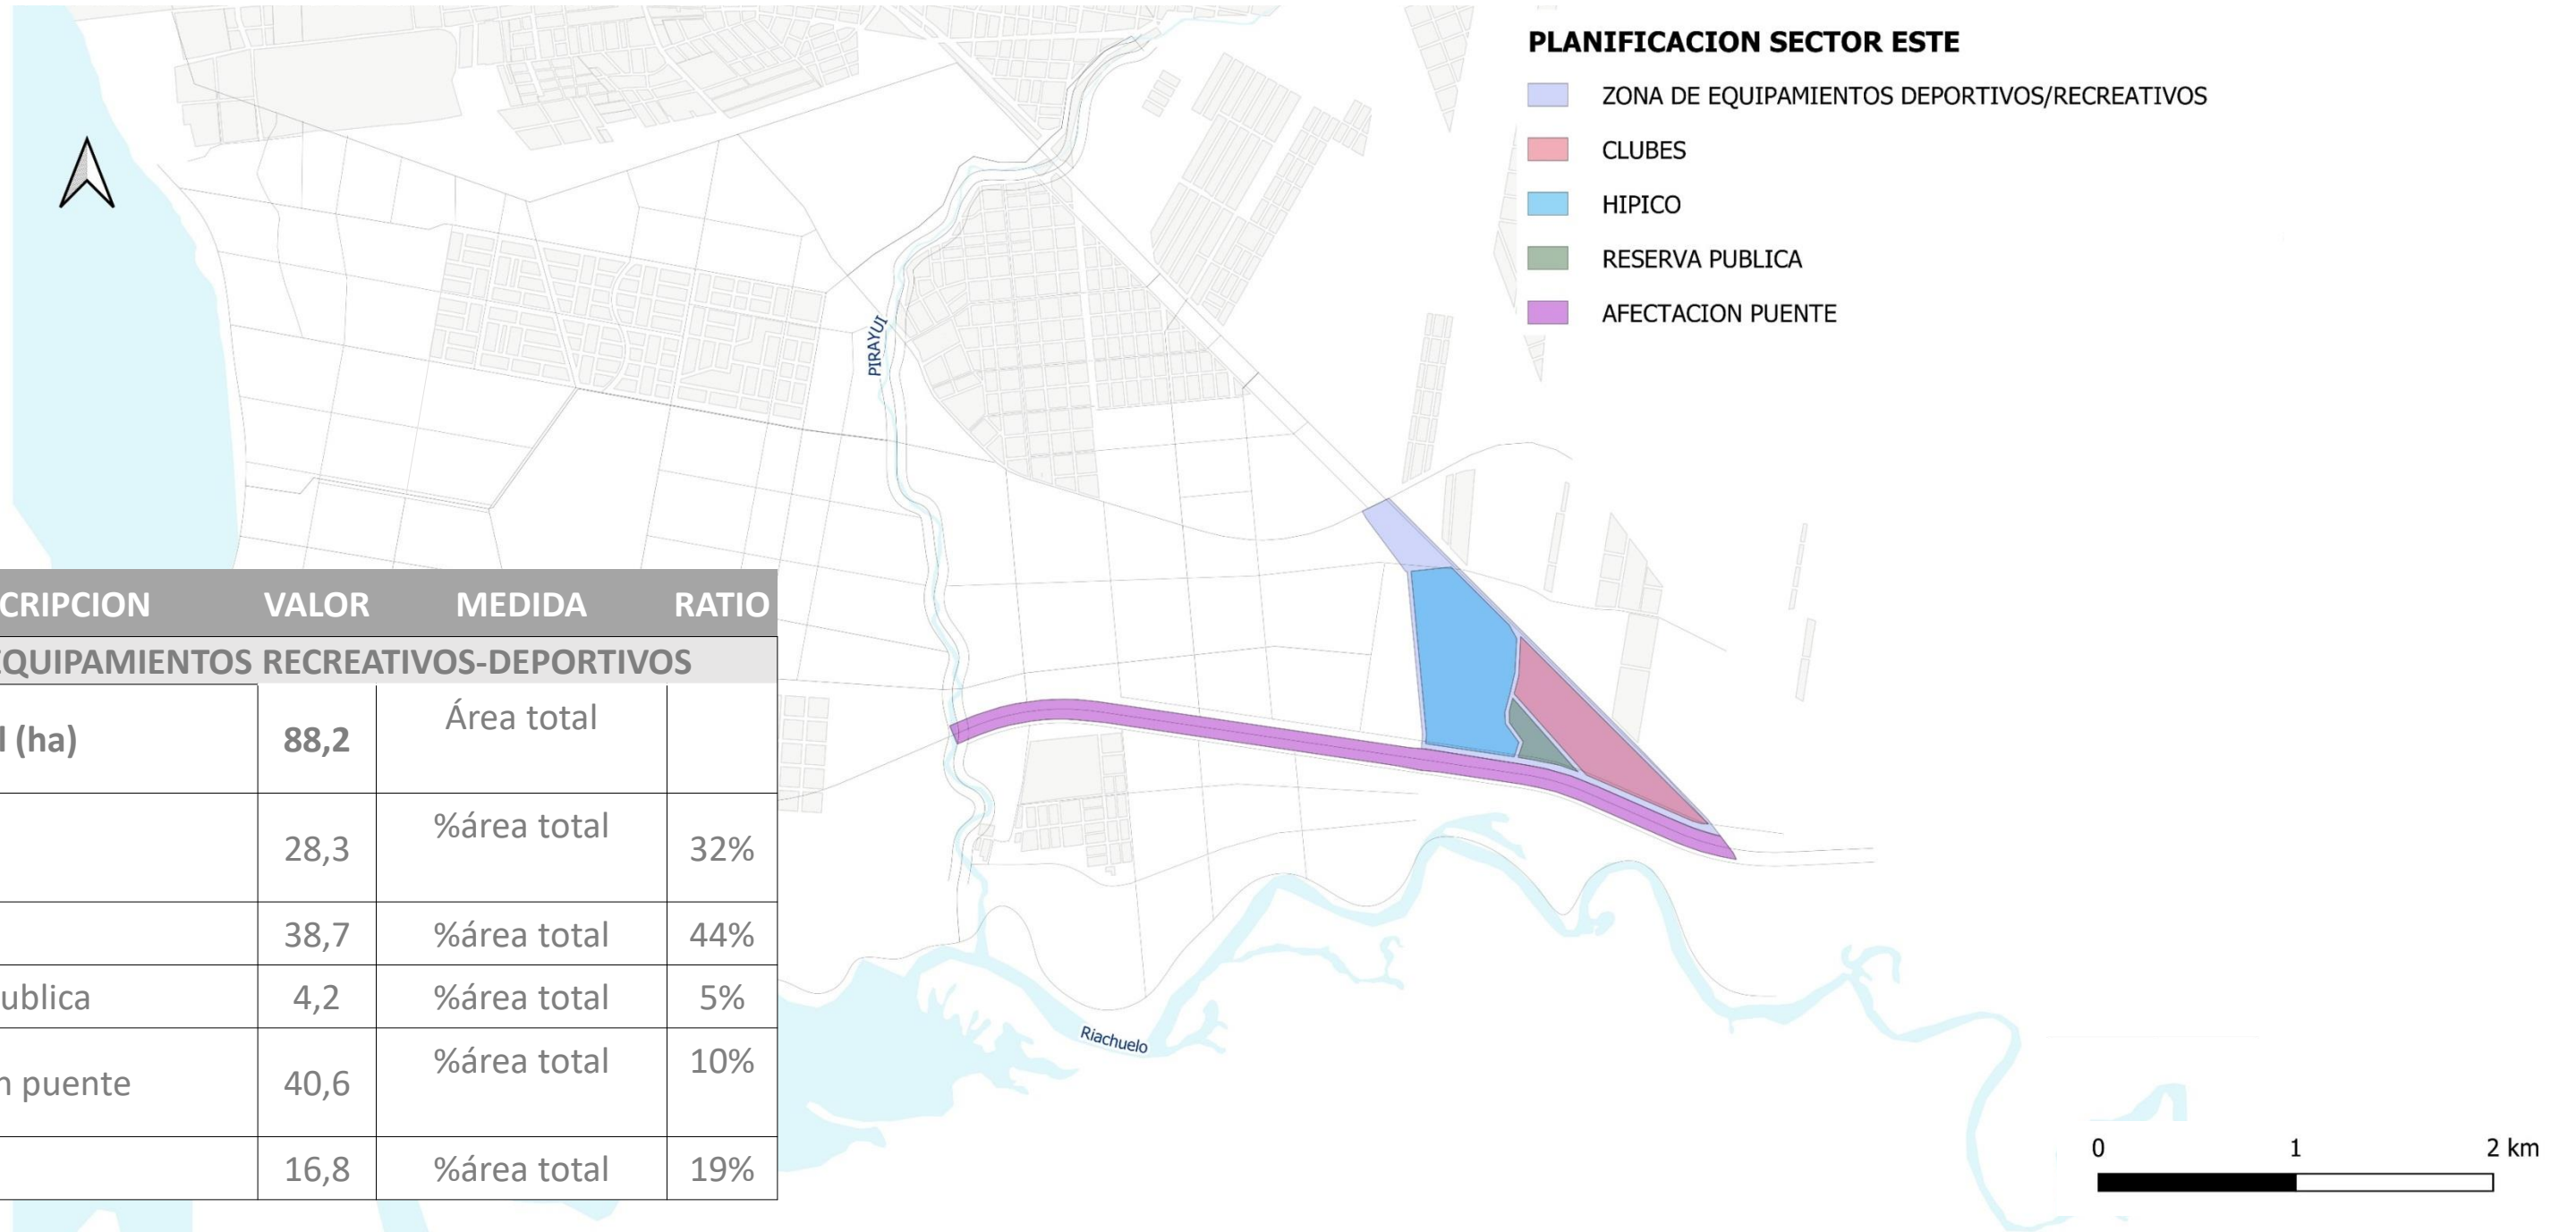 PLANIFICACION SECTOR ESTE
ZONA DE EQUIPAMIENTOS DEPORTIVOS/RECREATIVOS
CLUBES
HIPICO
RESERVA PUBLICA
AFECTACION PUENTE
PIRAYUI
Riachuelo
CRIPCION VALOR MEDIDA RATIO
EQUIPAMIENTOS RECREATIVOS-DEPORTIVOS
l (ha) 88,2 Área total
28,3 %área total 32%
38,7 %área total 44%
ublica 4,2 %área total 5%
n puente 40,6 %área total 10%
16,8 %área total 19%
0 1 2 km